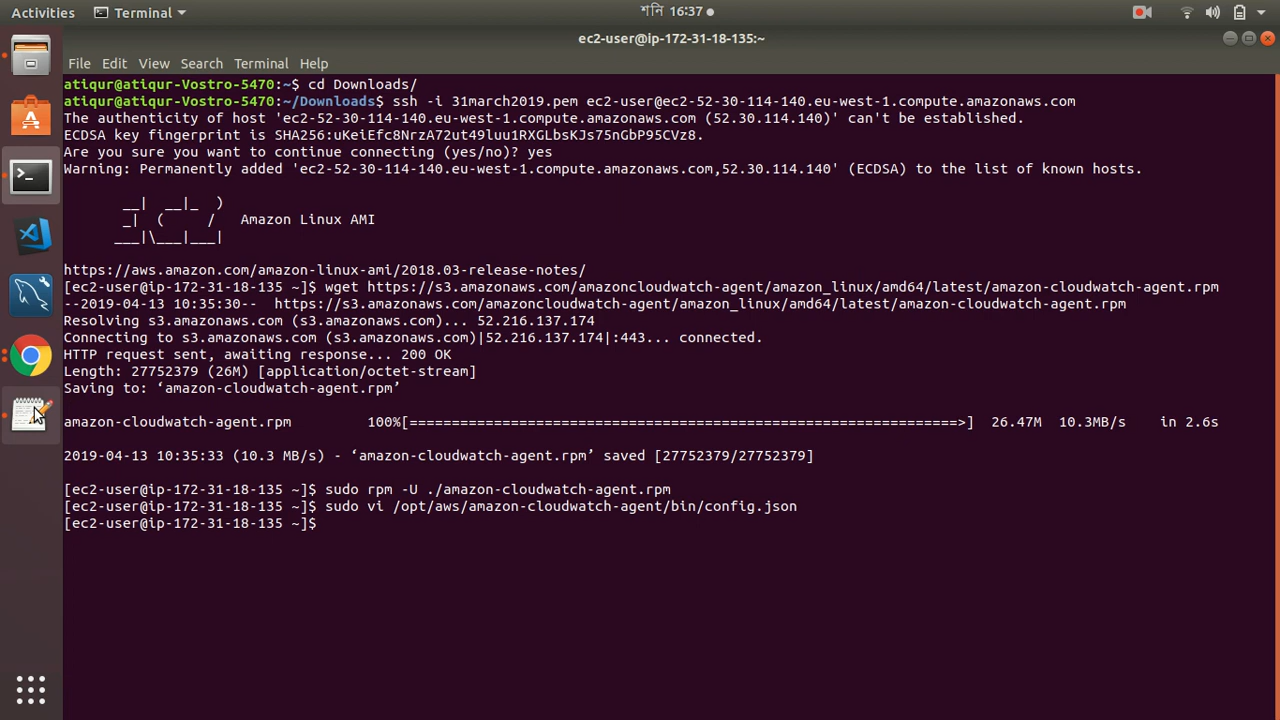 Activities Terminal শনি 16:37
ec2-user@ip-172-31-18-135:~
File Edit View Search Terminal Help
atiqur@atiqur-Vostro-5470:~$ cd Downloads/
atiqur@atiqur-Vostro-5470:~/Downloads$ ssh -i 31march2019.pem ec2-user@ec2-52-30-114-140.eu-west-1.compute.amazonaws.com
The authenticity of host 'ec2-52-30-114-140.eu-west-1.compute.amazonaws.com (52.30.114.140)' can't be established.
ECDSA key fingerprint is SHA256:uKeiEfc8NrzA72ut49luu1RXGLbsKJs75nGbP95CVz8.
Are you sure you want to continue connecting (yes/no)? yes
Warning: Permanently added 'ec2-52-30-114-140.eu-west-1.compute.amazonaws.com,52.30.114.140' (ECDSA) to the list of known hosts.
       __|  __|_  )
       _|  (     /   Amazon Linux AMI
      ___|\___|___|
https://aws.amazon.com/amazon-linux-ami/2018.03-release-notes/
[ec2-user@ip-172-31-18-135 ~]$ wget https://s3.amazonaws.com/amazoncloudwatch-agent/amazon_linux/amd64/latest/amazon-cloudwatch-agent.rpm
--2019-04-13 10:35:30--  https://s3.amazonaws.com/amazoncloudwatch-agent/amazon_linux/amd64/latest/amazon-cloudwatch-agent.rpm
Resolving s3.amazonaws.com (s3.amazonaws.com)... 52.216.137.174
Connecting to s3.amazonaws.com (s3.amazonaws.com)|52.216.137.174|:443... connected.
HTTP request sent, awaiting response... 200 OK
Length: 27752379 (26M) [application/octet-stream]
Saving to: ‘amazon-cloudwatch-agent.rpm’
amazon-cloudwatch-agent.rpm         100%[=================================================================>]  26.47M  10.3MB/s    in 2.6s
2019-04-13 10:35:33 (10.3 MB/s) - ‘amazon-cloudwatch-agent.rpm’ saved [27752379/27752379]
[ec2-user@ip-172-31-18-135 ~]$ sudo rpm -U ./amazon-cloudwatch-agent.rpm
[ec2-user@ip-172-31-18-135 ~]$ sudo vi /opt/aws/amazon-cloudwatch-agent/bin/config.json
[ec2-user@ip-172-31-18-135 ~]$